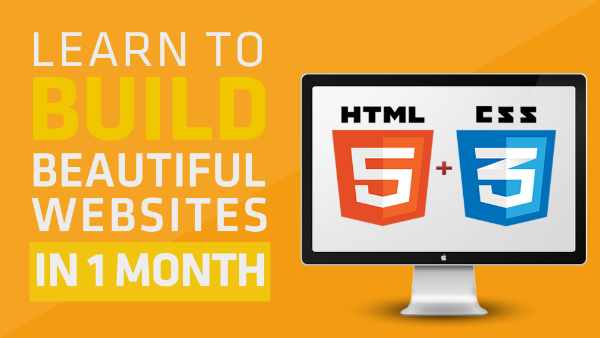 LEARN TO
BUILD
BEAUTIFUL
WEBSITES
IN 1 MONTH
HTML CSS
5 + 3